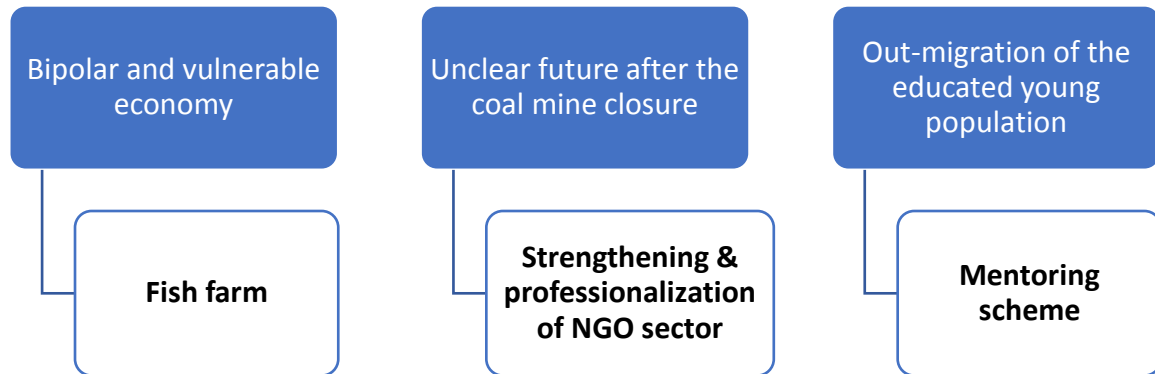 Bipolar and vulnerable
economy
Unclear future after the
coal mine closure
Out-migration of the
educated young
population
Fish farm
Strengthening &
professionalization
of NGO sector
Mentoring
scheme